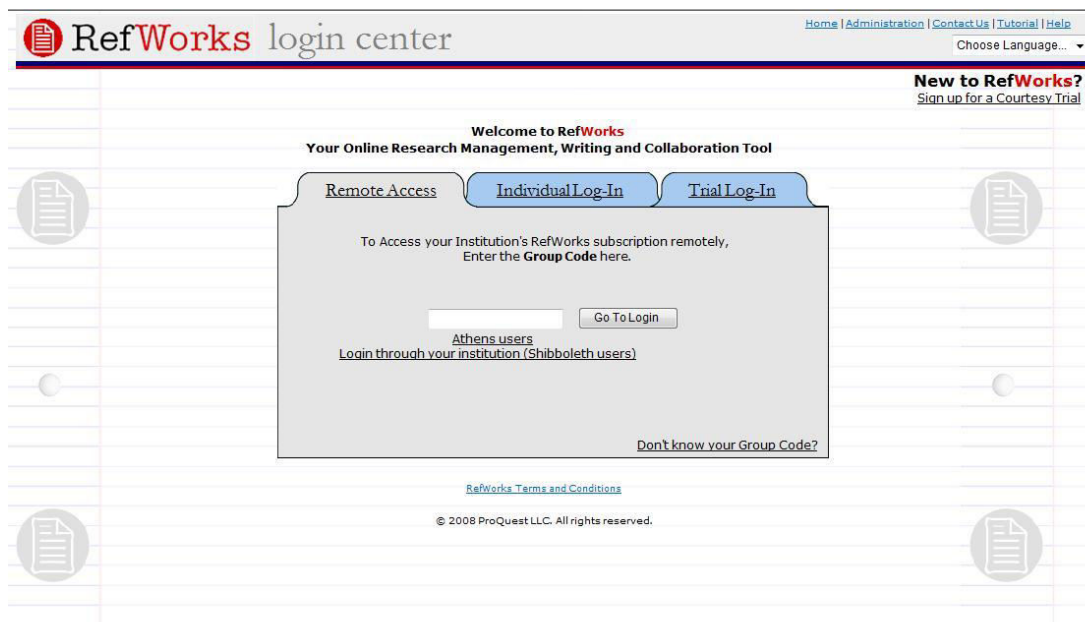 RefWorks login center
Home | Administration | Contact Us | Tutorial | Help
Choose Language...
New to RefWorks?
Sign up for a Courtesy Trial
Welcome to RefWorks
Your Online Research Management, Writing and Collaboration Tool
Remote Access
Individual Log-In
Trial Log-In
To Access your Institution's RefWorks subscription remotely,
Enter the Group Code here.
Go To Login
Athens users
Login through your institution (Shibboleth users)
Don't know your Group Code?
RefWorks Terms and Conditions
© 2008 ProQuest LLC. All rights reserved.